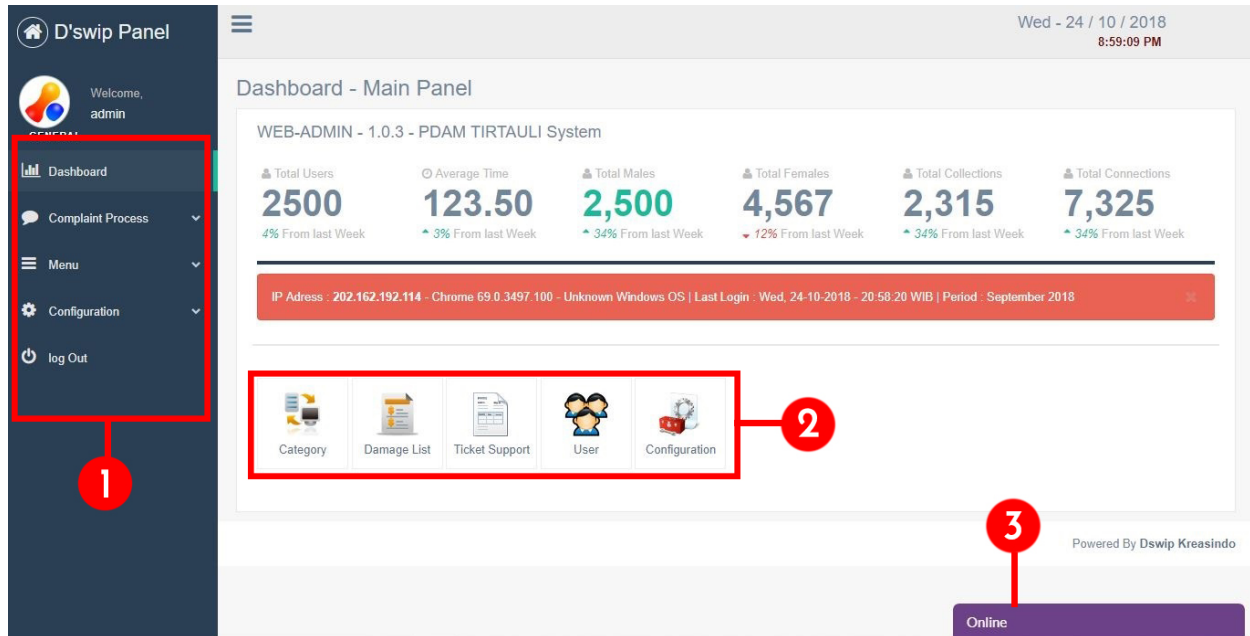 D'swip Panel
Wed - 24 / 10 / 2018
8:59:09 PM
Welcome,
admin
GENERAL
Dashboard
Complaint Process
Menu
Configuration
log Out
1
Dashboard - Main Panel
WEB-ADMIN - 1.0.3 - PDAM TIRTAULI System
Total Users
2500
4% From last Week
Average Time
123.50
3% From last Week
Total Males
2,500
34% From last Week
Total Females
4,567
12% From last Week
Total Collections
2,315
34% From last Week
Total Connections
7,325
34% From last Week
IP Adress : 202.162.192.114 - Chrome 69.0.3497.100 - Unknown Windows OS | Last Login : Wed, 24-10-2018 - 20:58:20 WIB | Period : September 2018
Category
Damage List
Ticket Support
User
Configuration
2
3
Powered By Dswip Kreasindo
Online